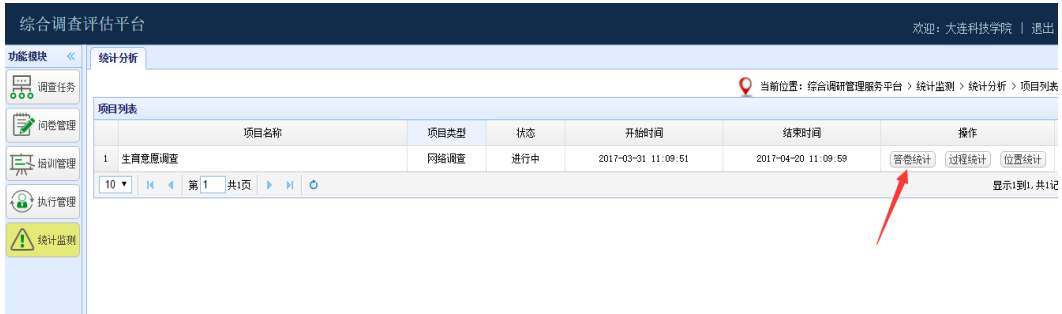 综合调查评估平台
欢迎：大连科技学院 | 退出
功能模块 «
统计分析
调查任务
当前位置：综合调研管理服务平台 > 统计监测 > 统计分析 > 项目列表
项目列表
问卷管理
项目名称 项目类型 状态 开始时间 结束时间 操作
1 生育意愿调查 网络调查 进行中 2017-03-31 11:09:51 2017-04-20 11:09:59 答卷统计 过程统计 位置统计
培训管理
10 第 1 共1页 显示1到1,共1记
执行管理
统计监测